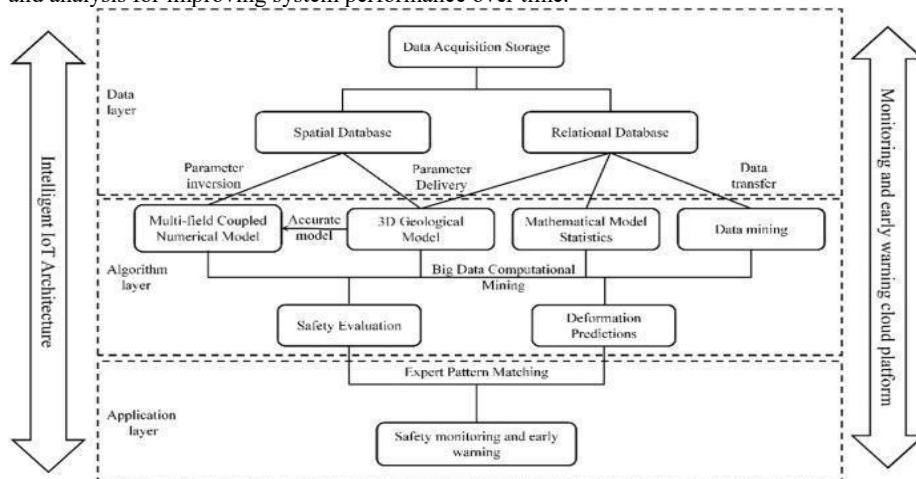 and analysis for improving system performance over time.
Data Acquisition Storage
Data
layer
Spatial Database
Relational Database
Parameter
inversion
Parameter
Delivery
Data
transfer
Multi-field Coupled
Numerical Model
Accurate
model
3D Geological
Model
Mathematical Model
Statistics
Data mining
Algorithm
layer
Big Data Computational
Mining
Safety Evaluation
Deformation
Predictions
Expert Pattern Matching
Application
layer
Safety monitoring and early
warning
Intelligent IoT Architecture
Monitoring and early warning cloud platform